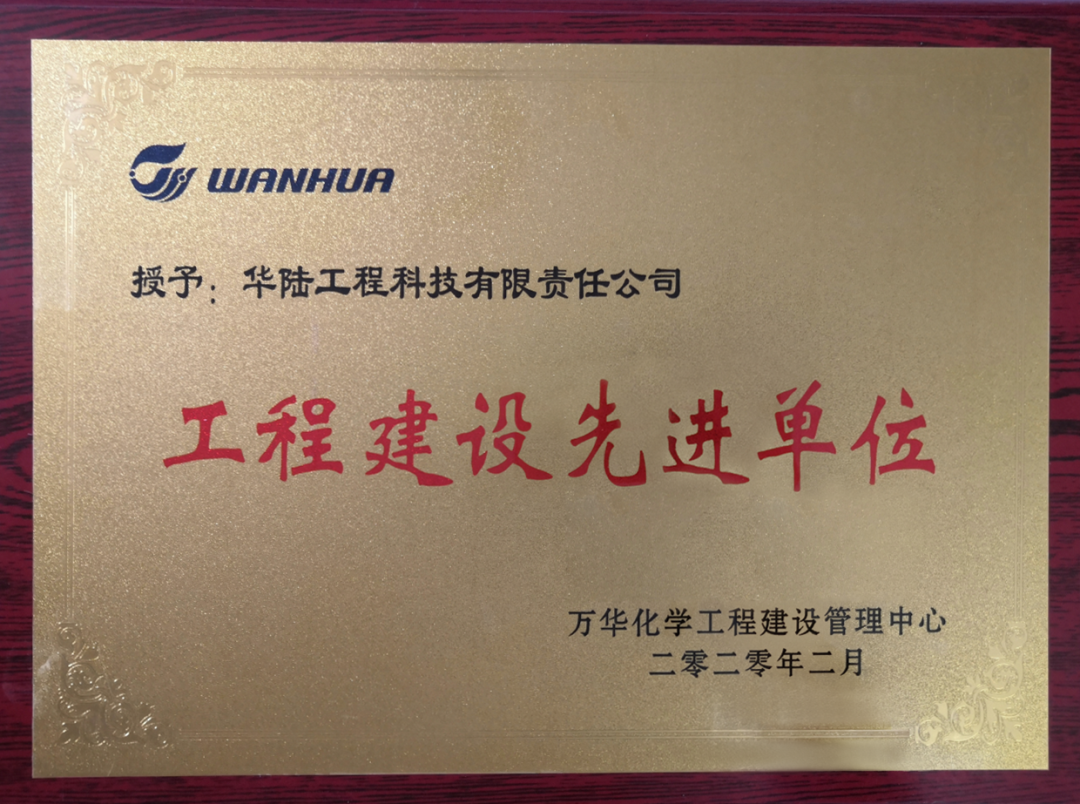 WANHUA
授予：华陆工程科技有限责任公司
工程建设先进单位
万华化学工程建设管理中心
二零二零年二月